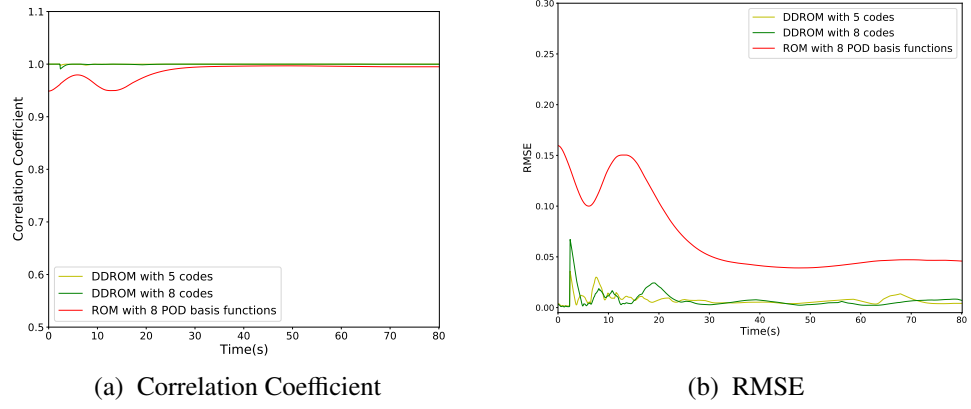 1.1
1.0
0.9
0.8
0.7
0.6
0.5
Correlation Coefficient
DDROM with 5 codes
DDROM with 8 codes
ROM with 8 POD basis functions
0 10 20 30 40 50 60 70 80
Time(s)
(a) Correlation Coefficient
0.30
0.25
0.20
0.15
0.10
0.05
0.00
RMSE
DDROM with 5 codes
DDROM with 8 codes
ROM with 8 POD basis functions
0 10 20 30 40 50 60 70 80
Time(s)
(b) RMSE